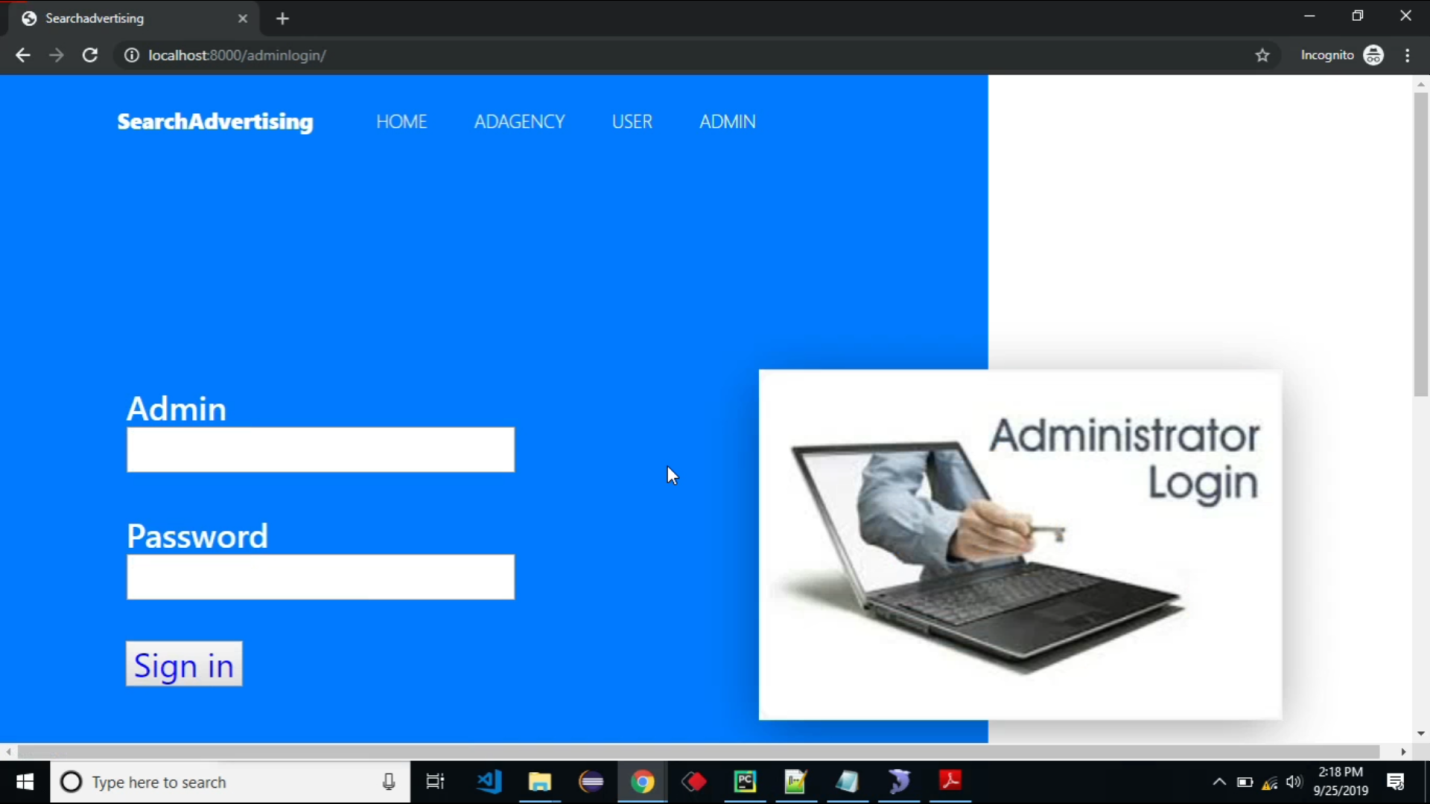 Searchadvertising
localhost:8000/adminlogin/
Incognito
SearchAdvertising HOME ADAGENCY USER ADMIN
Admin
Password
Sign in
Administrator
Login
Type here to search
PC
2:18 PM
9/25/2019